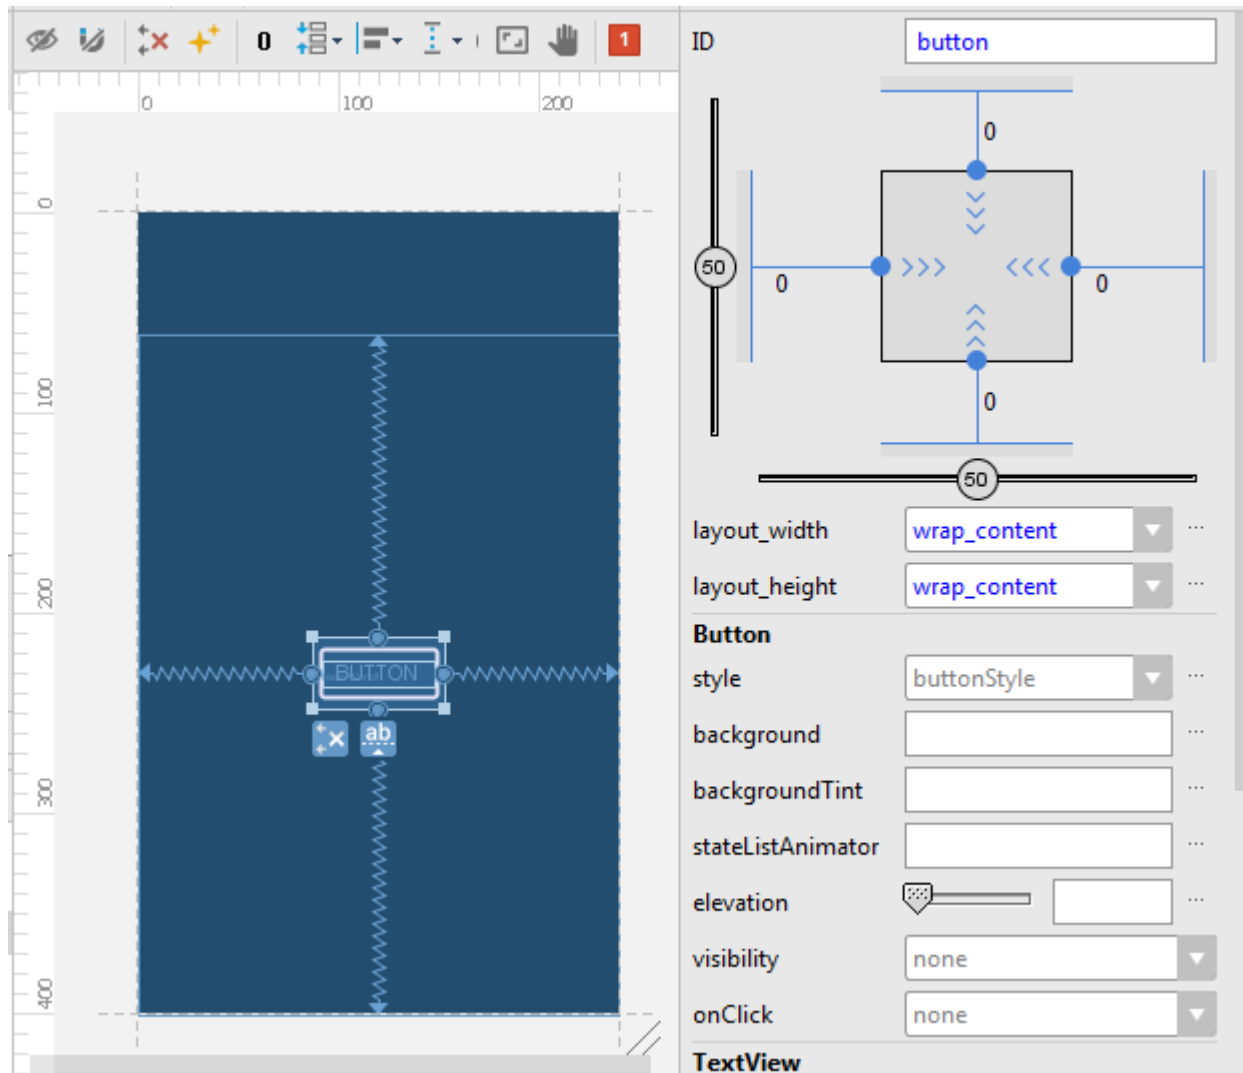 0 1
0 100 200
0
100
200
300
400
BUTTON
ab
ID button
0
50
0 0
0
50
layout_width wrap_content ...
layout_height wrap_content ...
Button
style buttonStyle ...
background ...
backgroundTint ...
stateListAnimator ...
elevation ...
visibility none
onClick none
TextView